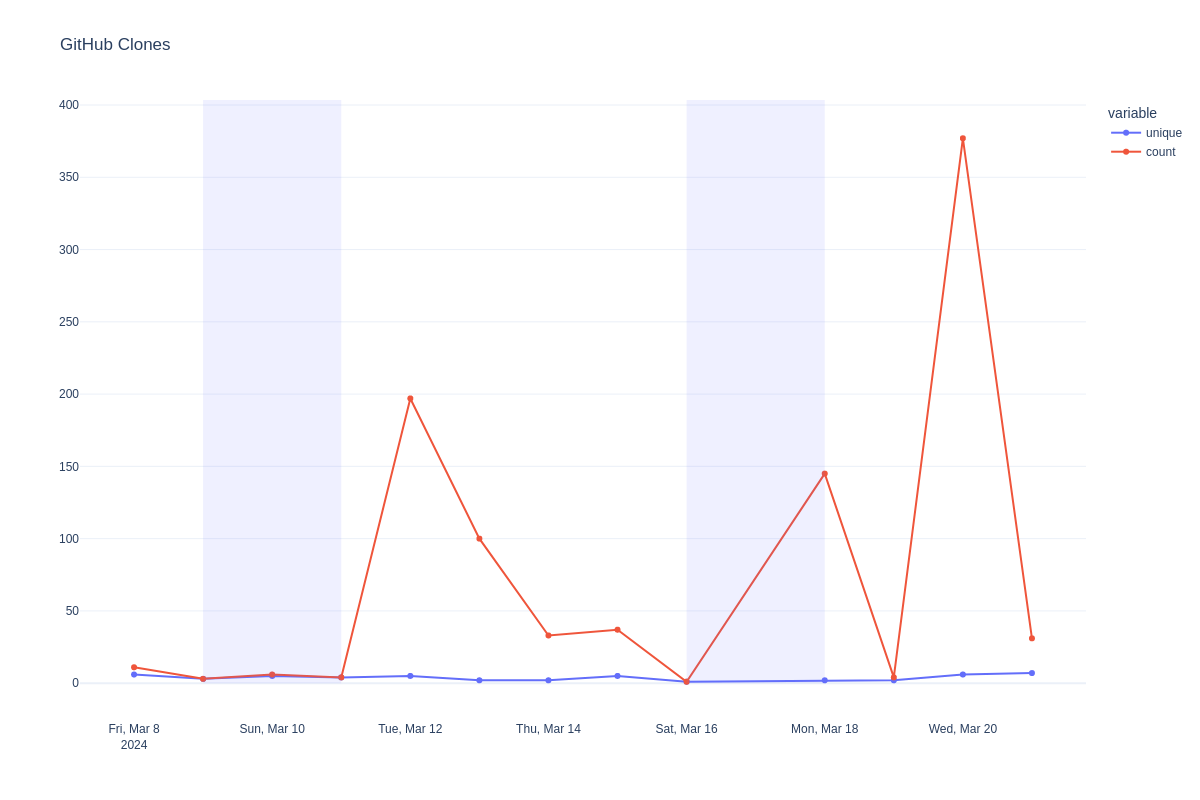 GitHub Clones
400
350
300
250
200
150
100
50
0
Fri, Mar 8
2024
Sun, Mar 10
Tue, Mar 12
Thu, Mar 14
Sat, Mar 16
Mon, Mar 18
Wed, Mar 20
variable
unique
count